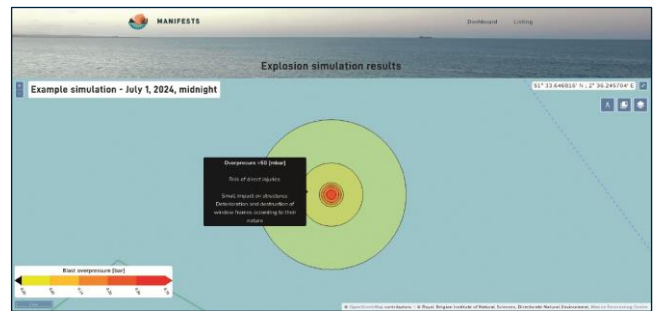 MANIFESTS
Dashboard Listing
Explosion simulation results
Example simulation - July 1, 2024, midnight
51° 33.646816' N ; 2° 36.245704' E
Overpressure >50 [mbar]
Risk of direct injuries
Small impact on structures
Deterioration and destruction of
window frames according to their
nature
Blast overpressure [bar]
© OpenStreetMap contributors. | © Royal Belgian Institute of Natural Sciences, Directorate Natural Environment, Marine Forecasting Centre